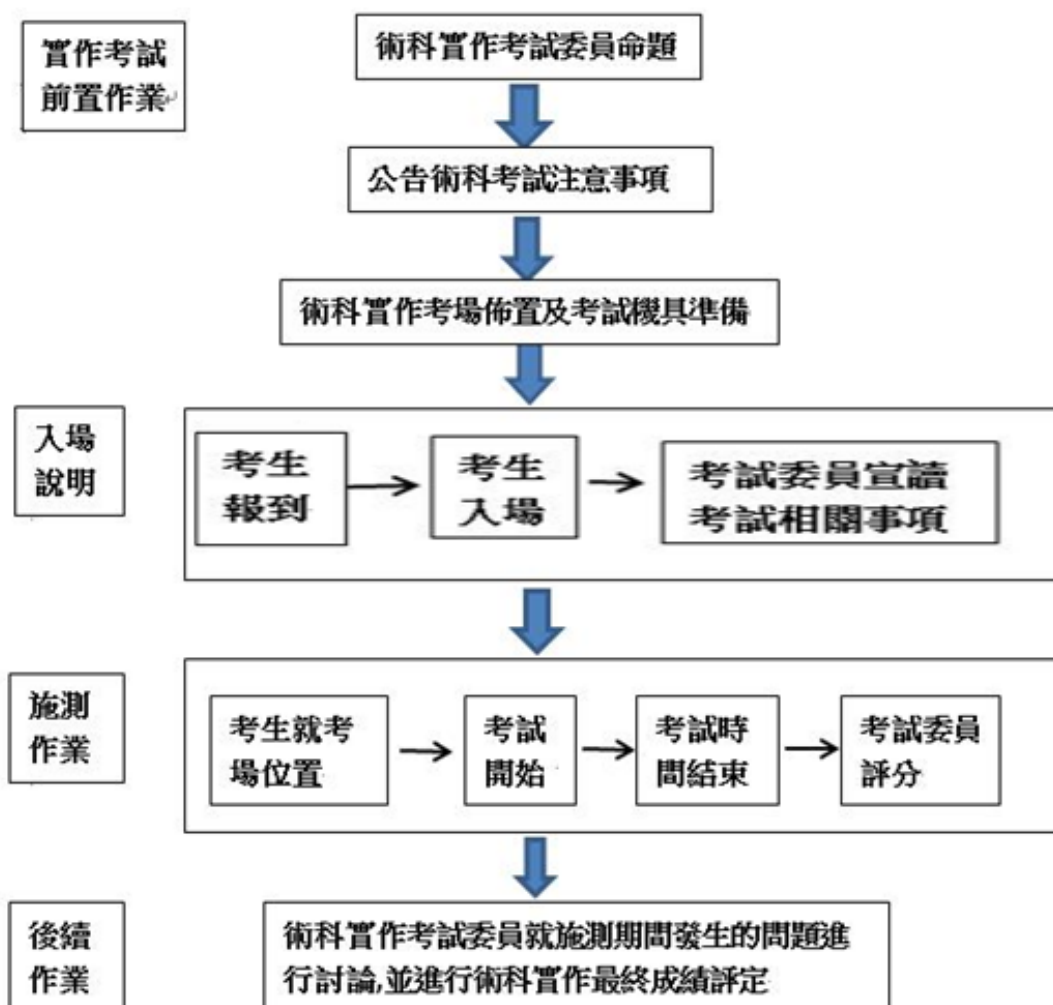 實作考試
前置作業
術科實作考試委員命題
公告術科考試注意事項
術科實作考場佈置及考試機具準備
入場
說明
考生
報到
考生
入場
考試委員宣讀
考試相關事項
施測
作業
考生就考
場位置
考試
開始
考試時
間結束
考試委員
評分
後續
作業
術科實作考試委員就施測期間發生的問題進
行討論,並進行術科實作最終成績評定